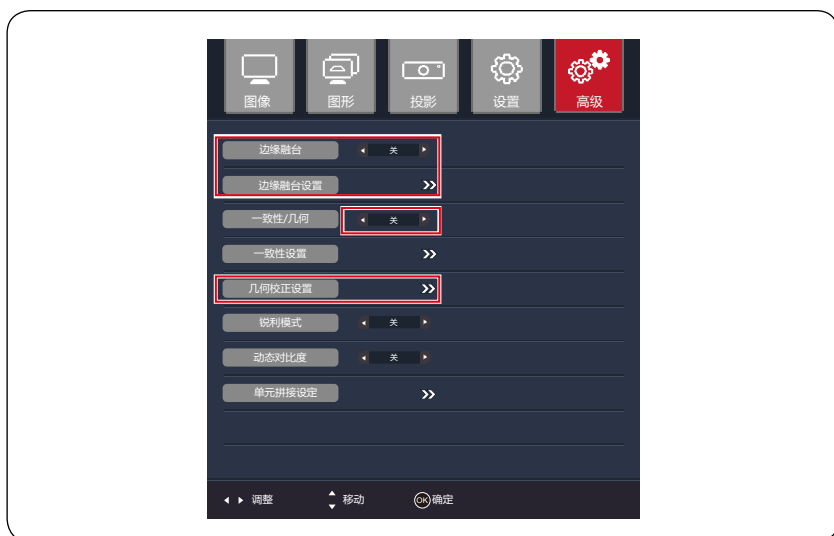 图像 图形 投影 设置 高级
边缘融台 关
边缘融台设置
一致性/几何 关
一致性设置
几何校正设置
锐利模式 关
动态对比度 关
单元拼接设定
调整 移动 OK 确定